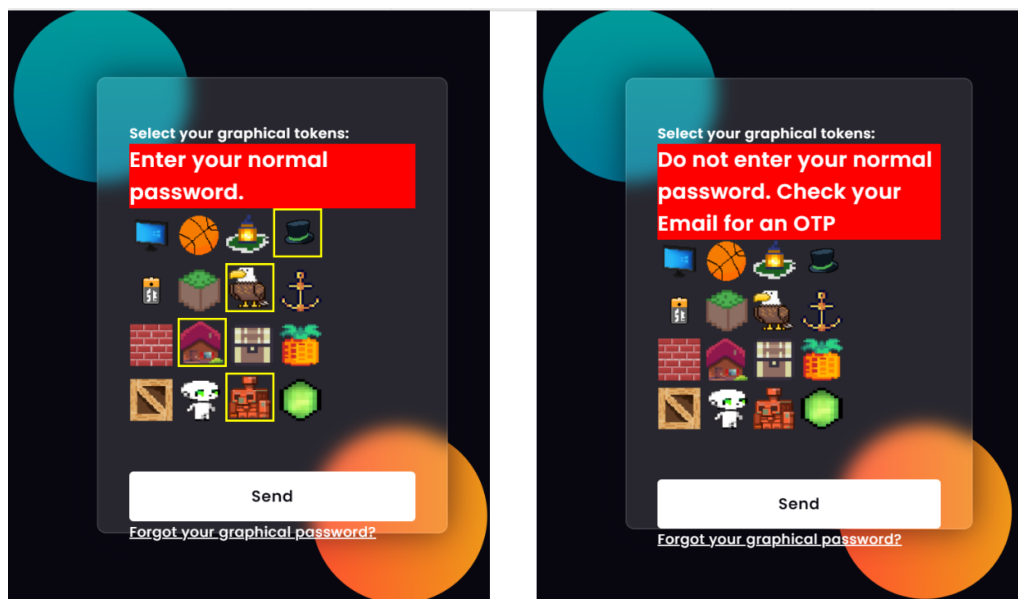 Select your graphical tokens:
Enter your normal
password.
Send
Forgot your graphical password?
Select your graphical tokens:
Do not enter your normal
password. Check your
Email for an OTP
Send
Forgot your graphical password?